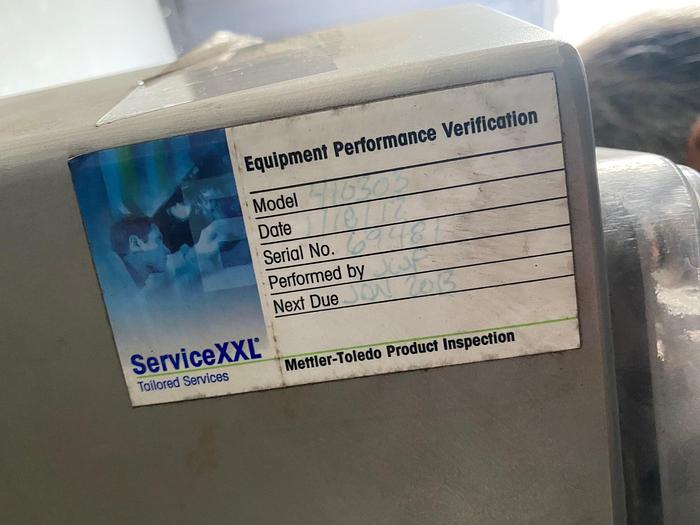 Equipment Performance Verification
Model
Date 1/18/12
Serial No. 69481
Performed by JWP
Next Due JAN 2013
ServiceXXL®
Tailored Services
Mettler-Toledo Product Inspection